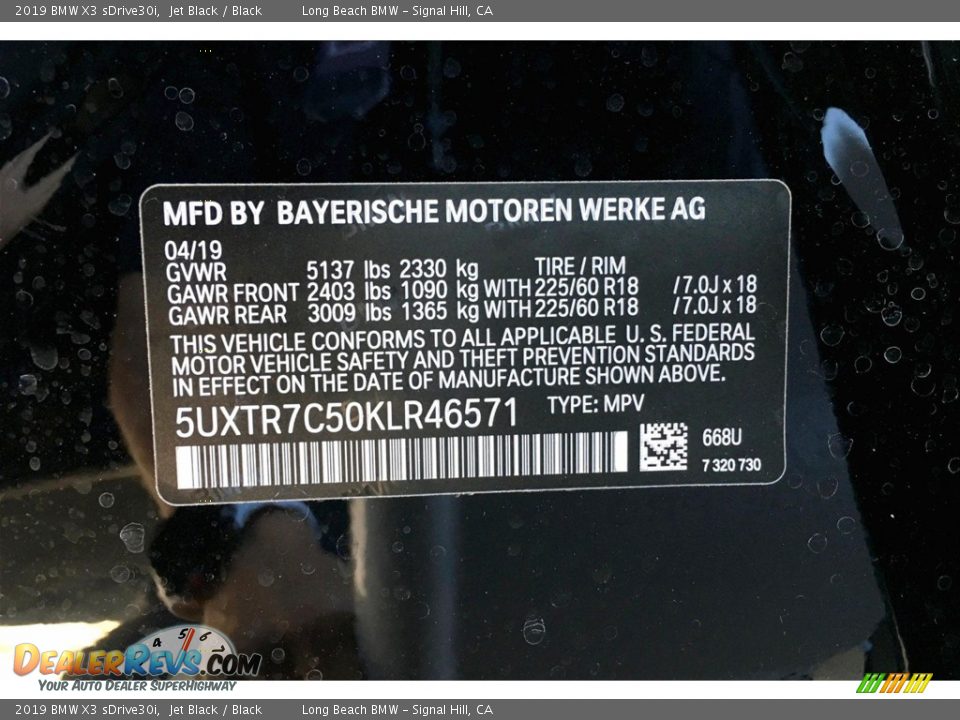 2019 BMW X3 sDrive30i, Jet Black / Black Long Beach BMW - Signal Hill, CA
MFD BY BAYERISCHE MOTOREN WERKE AG
04/19
GVWR 5137 lbs 2330 kg TIRE / RIM
GAWR FRONT 2403 lbs 1090 kg WITH 225/60 R18 /7.0J x 18
GAWR REAR 3009 lbs 1365 kg WITH 225/60 R18 /7.0J x 18
THIS VEHICLE CONFORMS TO ALL APPLICABLE U. S. FEDERAL
MOTOR VEHICLE SAFETY AND THEFT PREVENTION STANDARDS
IN EFFECT ON THE DATE OF MANUFACTURE SHOWN ABOVE.
5UXTR7C50KLR46571 TYPE: MPV
668U
7 320 730
4 5 6
DEALERREVS.COM
YOUR AUTO DEALER SUPERHIGHWAY
2019 BMW X3 sDrive30i, Jet Black / Black Long Beach BMW - Signal Hill, CA